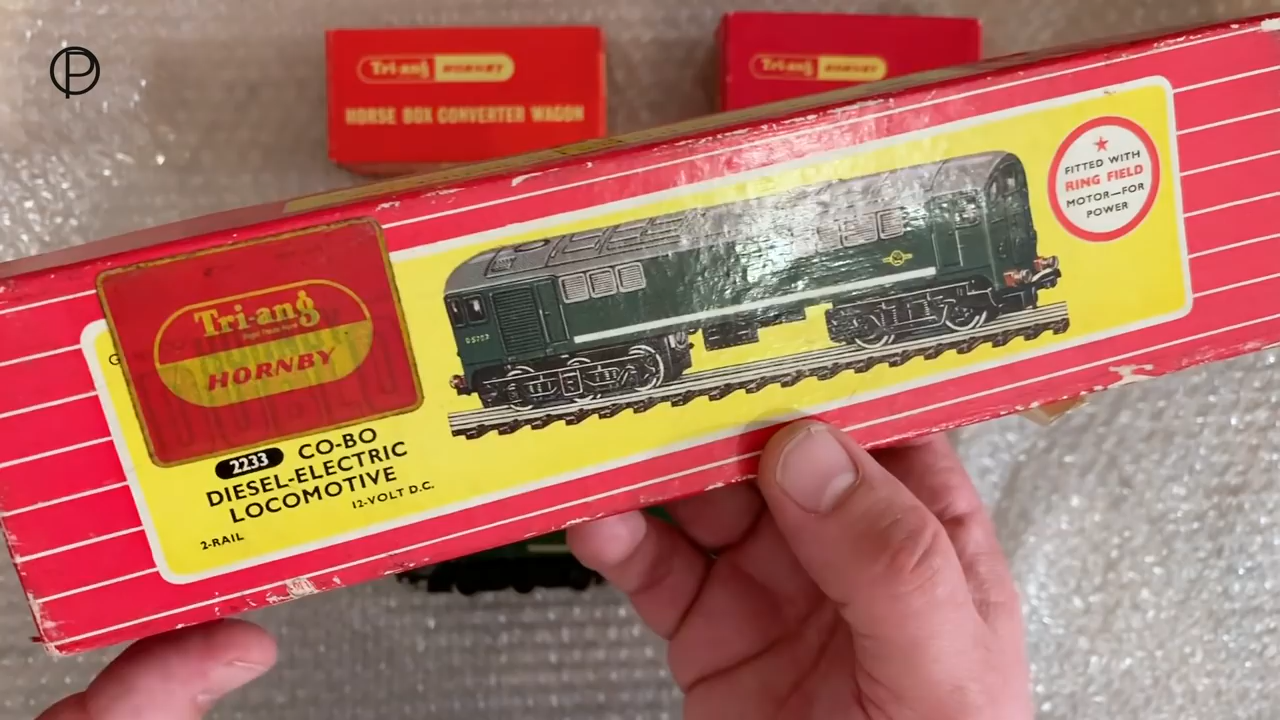 P
Tri-ang HORNBY
HORSE BOX CONVERTER WAGON
Tri-ang HORNBY
FITTED WITH
RING FIELD
MOTOR—FOR
POWER
Tri-ang
HORNBY
D5703
2233 CO-BO
DIESEL-ELECTRIC
LOCOMOTIVE
12-VOLT D.C.
2-RAIL